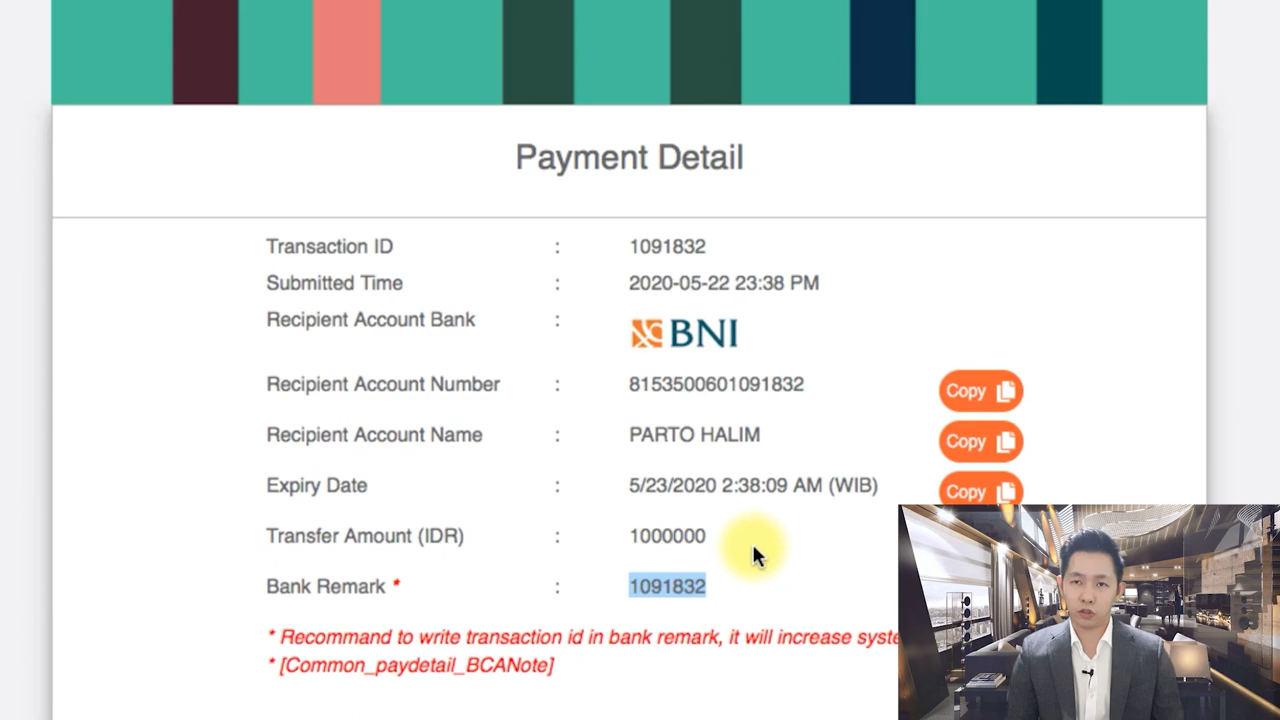 Payment Detail
Transaction ID : 1091832
Submitted Time : 2020-05-22 23:38 PM
Recipient Account Bank : BNI
Recipient Account Number : 8153500601091832 Copy
Recipient Account Name : PARTO HALIM Copy
Expiry Date : 5/23/2020 2:38:09 AM (WIB) Copy
Transfer Amount (IDR) : 1000000
Bank Remark * : 1091832
* Recommand to write transaction id in bank remark, it will increase syste
* [Common_paydetail_BCANote]